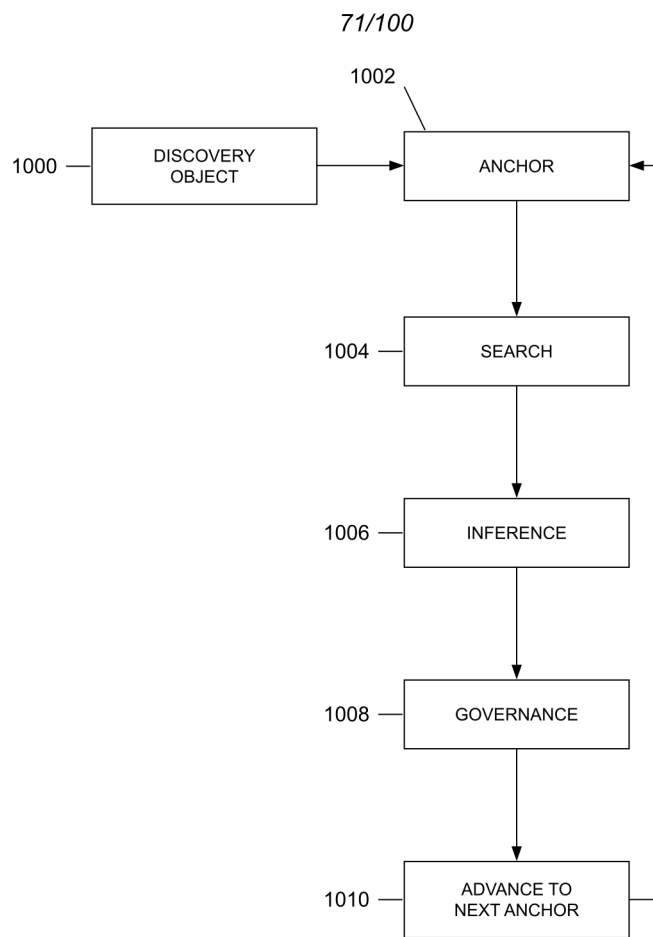 71/100
1002
1000
DISCOVERY
OBJECT
ANCHOR
1004
SEARCH
1006
INFERENCE
1008
GOVERNANCE
1010
ADVANCE TO
NEXT ANCHOR